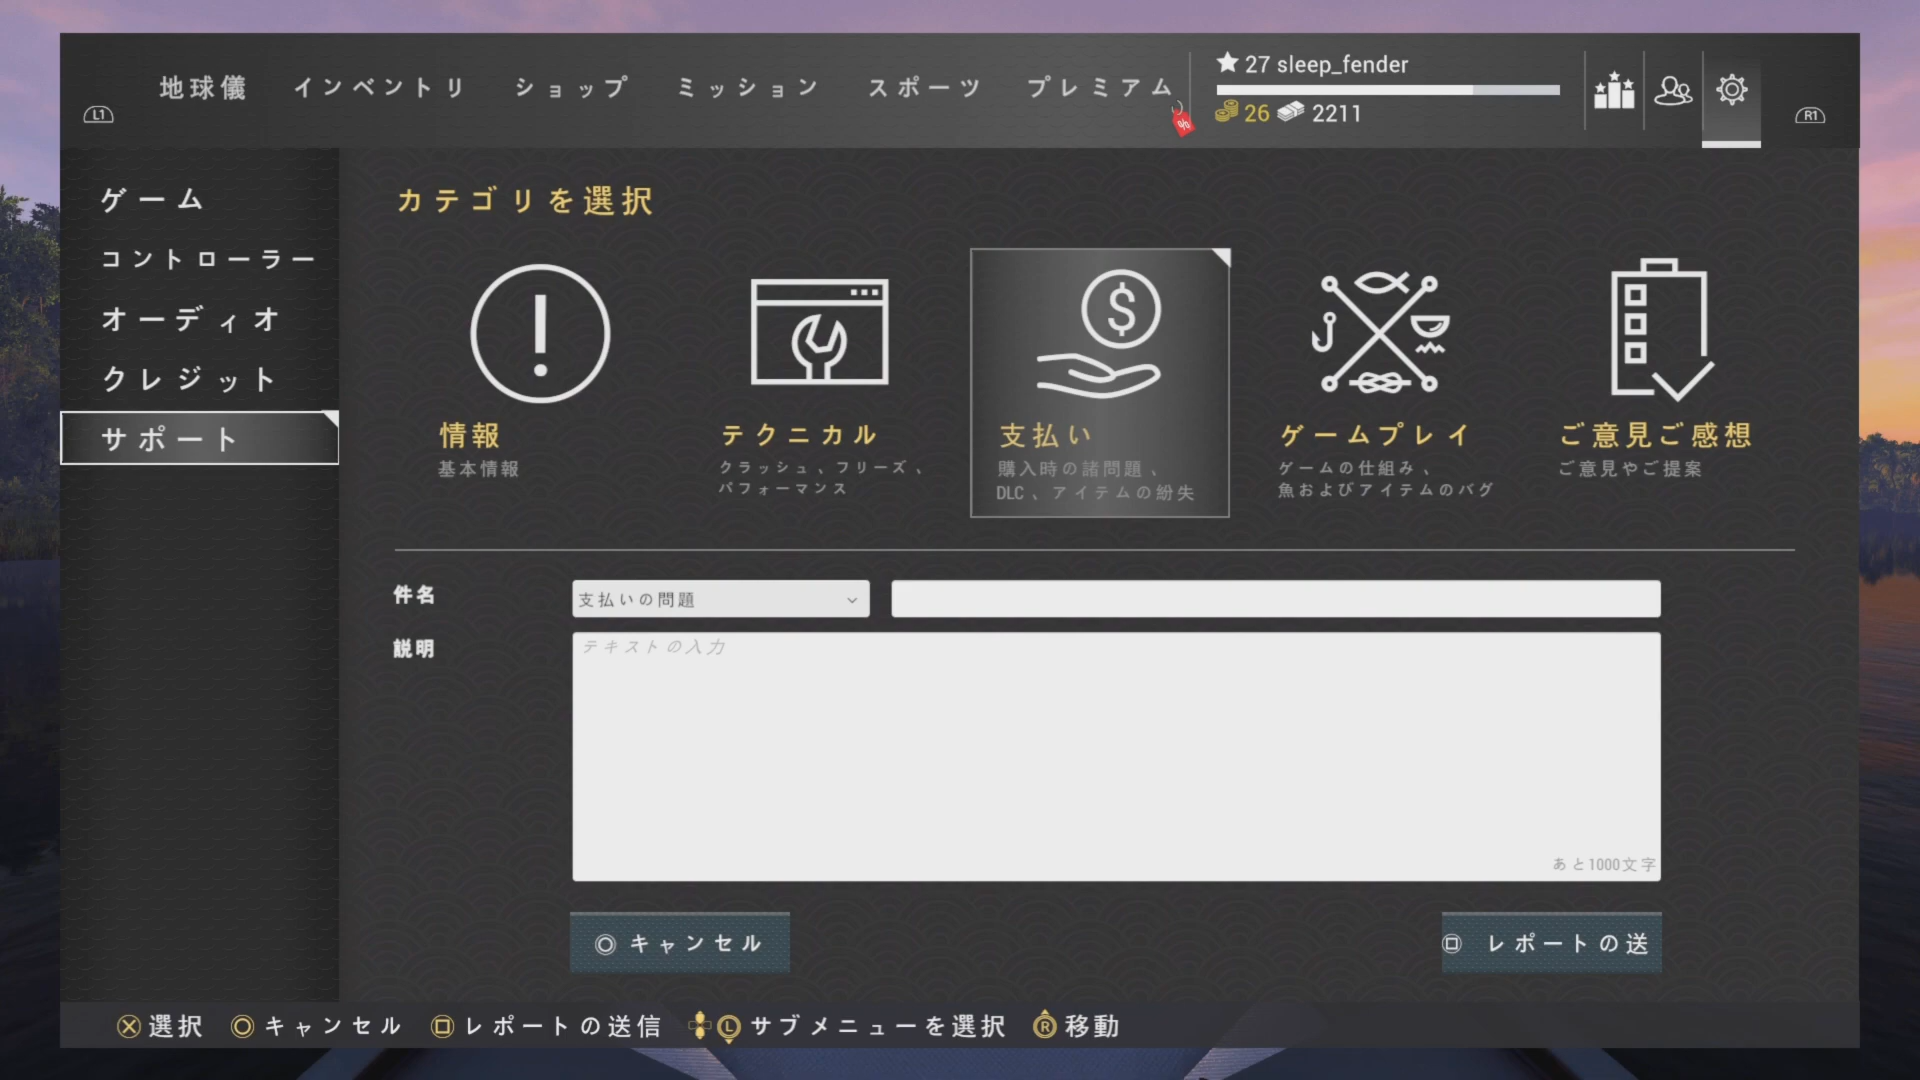 地球儀 インベントリ ショップ ミッション スポーツ プレミアム
27 sleep_fender
26 2211
L1
R1
%
ゲーム
コントローラー
オーディオ
クレジット
サポート
カテゴリを選択
情報
基本情報
テクニカル
クラッシュ、フリーズ、
パフォーマンス
支払い
購入時の諸問題、
DLC、アイテムの紛失
ゲームプレイ
ゲームの仕組み、
魚およびアイテムのバグ
ご意見ご感想
ご意見やご提案
件名
支払いの問題
説明
テキストの入力
あと1000文字
キャンセル
レポートの送
選択 キャンセル レポートの送信 L サブメニューを選択 R 移動